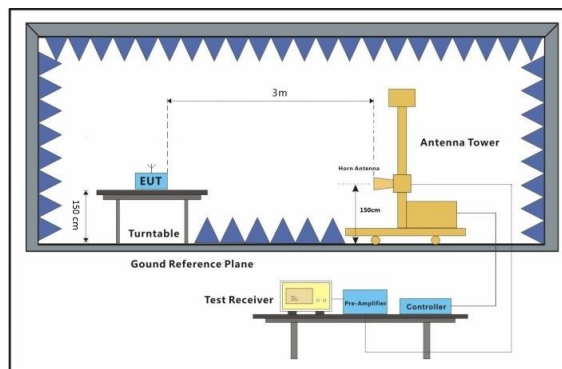 3m
Antenna Tower
Horn Antenna
EUT
150 cm
150cm
Turntable
Gound Reference Plane
Test Receiver
Pre-Amplifier
Controller